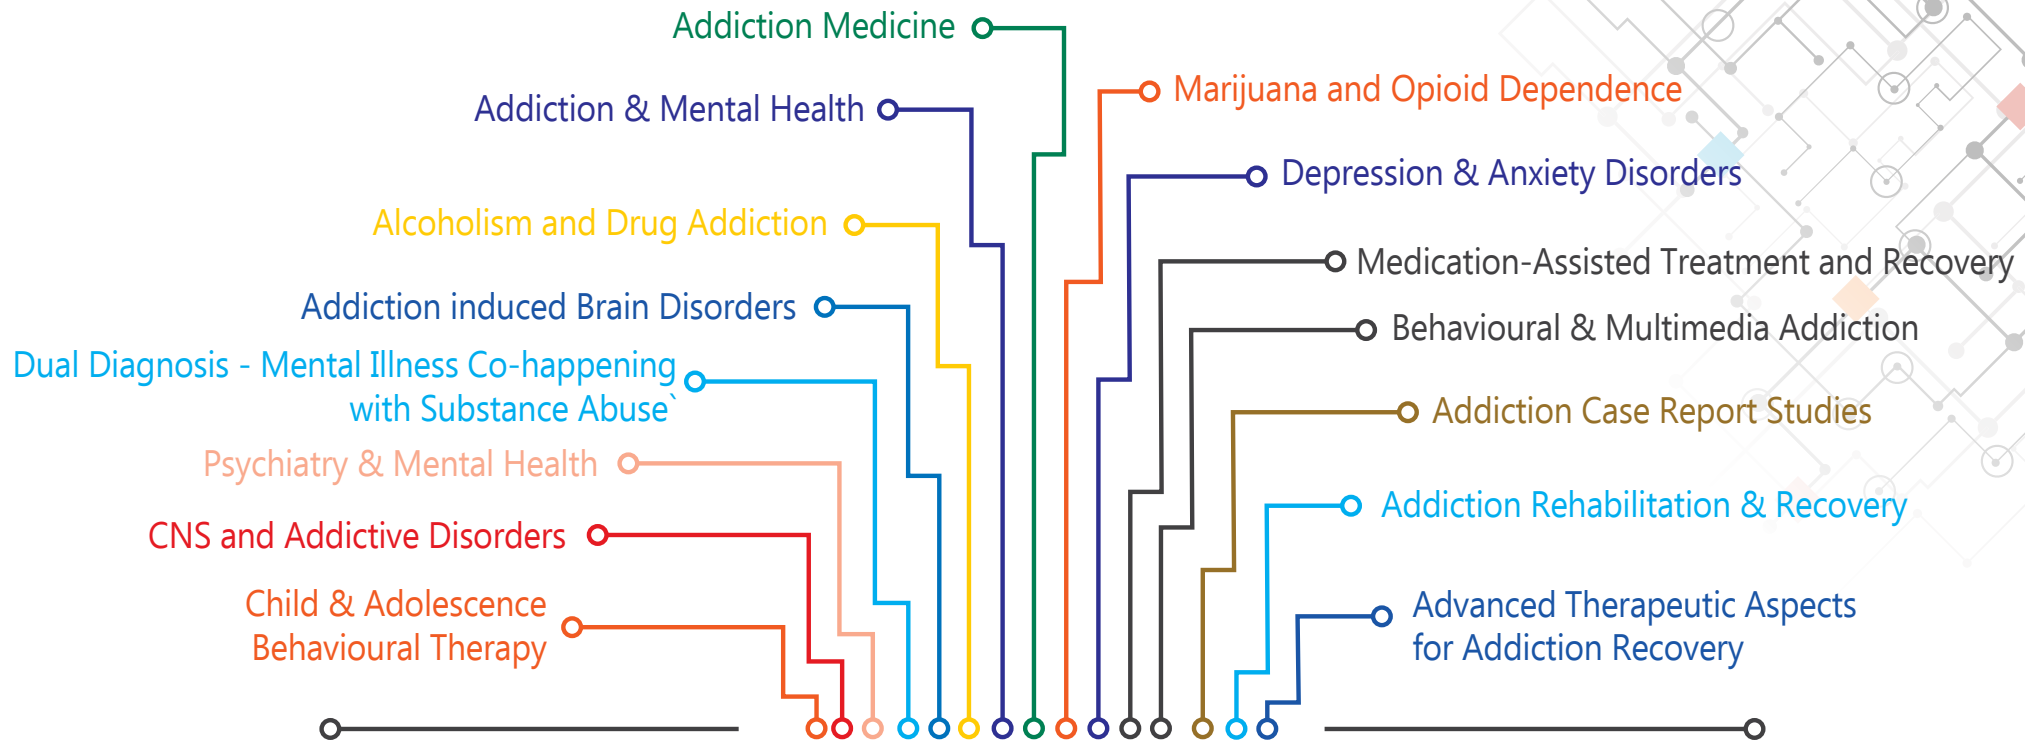 Addiction Medicine
Addiction & Mental Health
Alcoholism and Drug Addiction
Addiction induced Brain Disorders
Dual Diagnosis - Mental Illness Co-happening
with Substance Abuse`
Psychiatry & Mental Health
CNS and Addictive Disorders
Child & Adolescence
Behavioural Therapy
Marijuana and Opioid Dependence
Depression & Anxiety Disorders
Medication-Assisted Treatment and Recovery
Behavioural & Multimedia Addiction
Addiction Case Report Studies
Addiction Rehabilitation & Recovery
Advanced Therapeutic Aspects
for Addiction Recovery